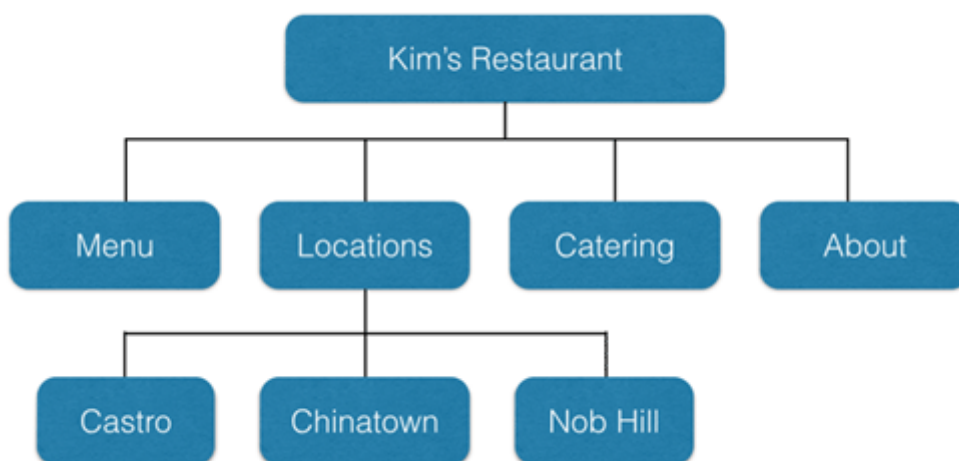 Kim’s Restaurant
Menu
Locations
Catering
About
Castro
Chinatown
Nob Hill